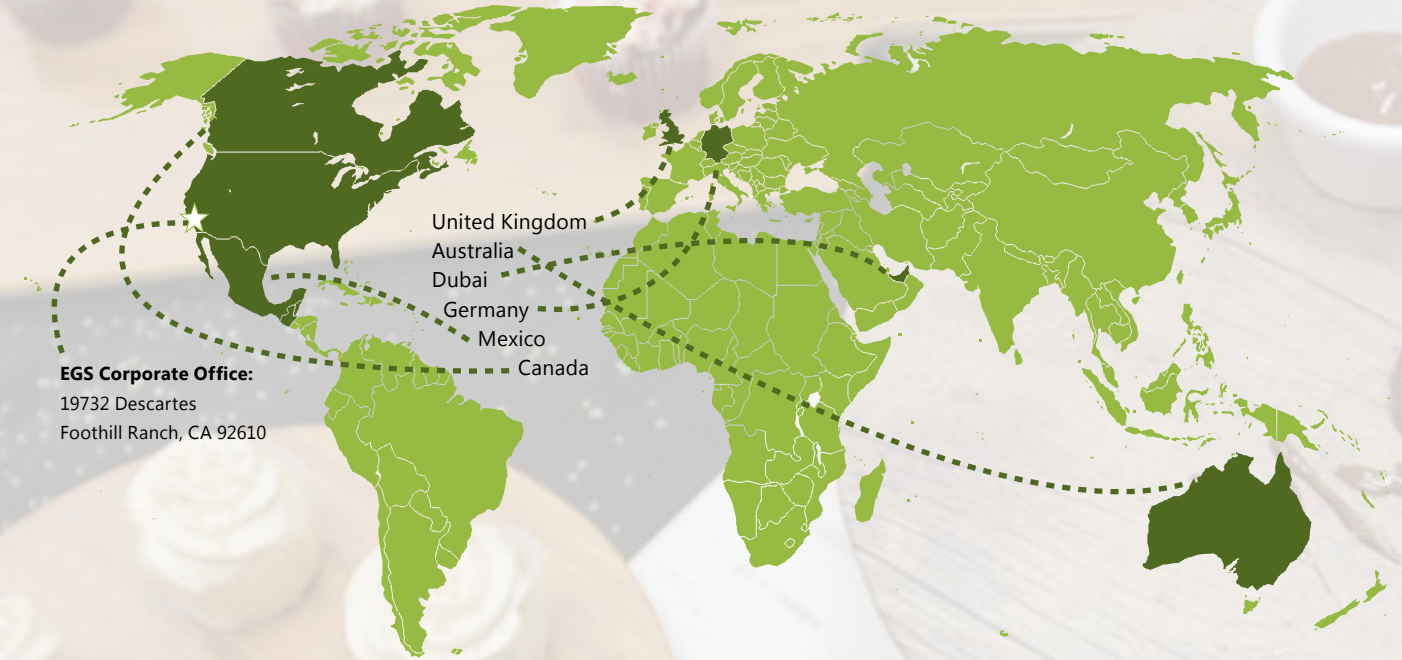 United Kingdom
Australia
Dubai
Germany
Mexico
Canada
EGS Corporate Office:
19732 Descartes
Foothill Ranch, CA 92610